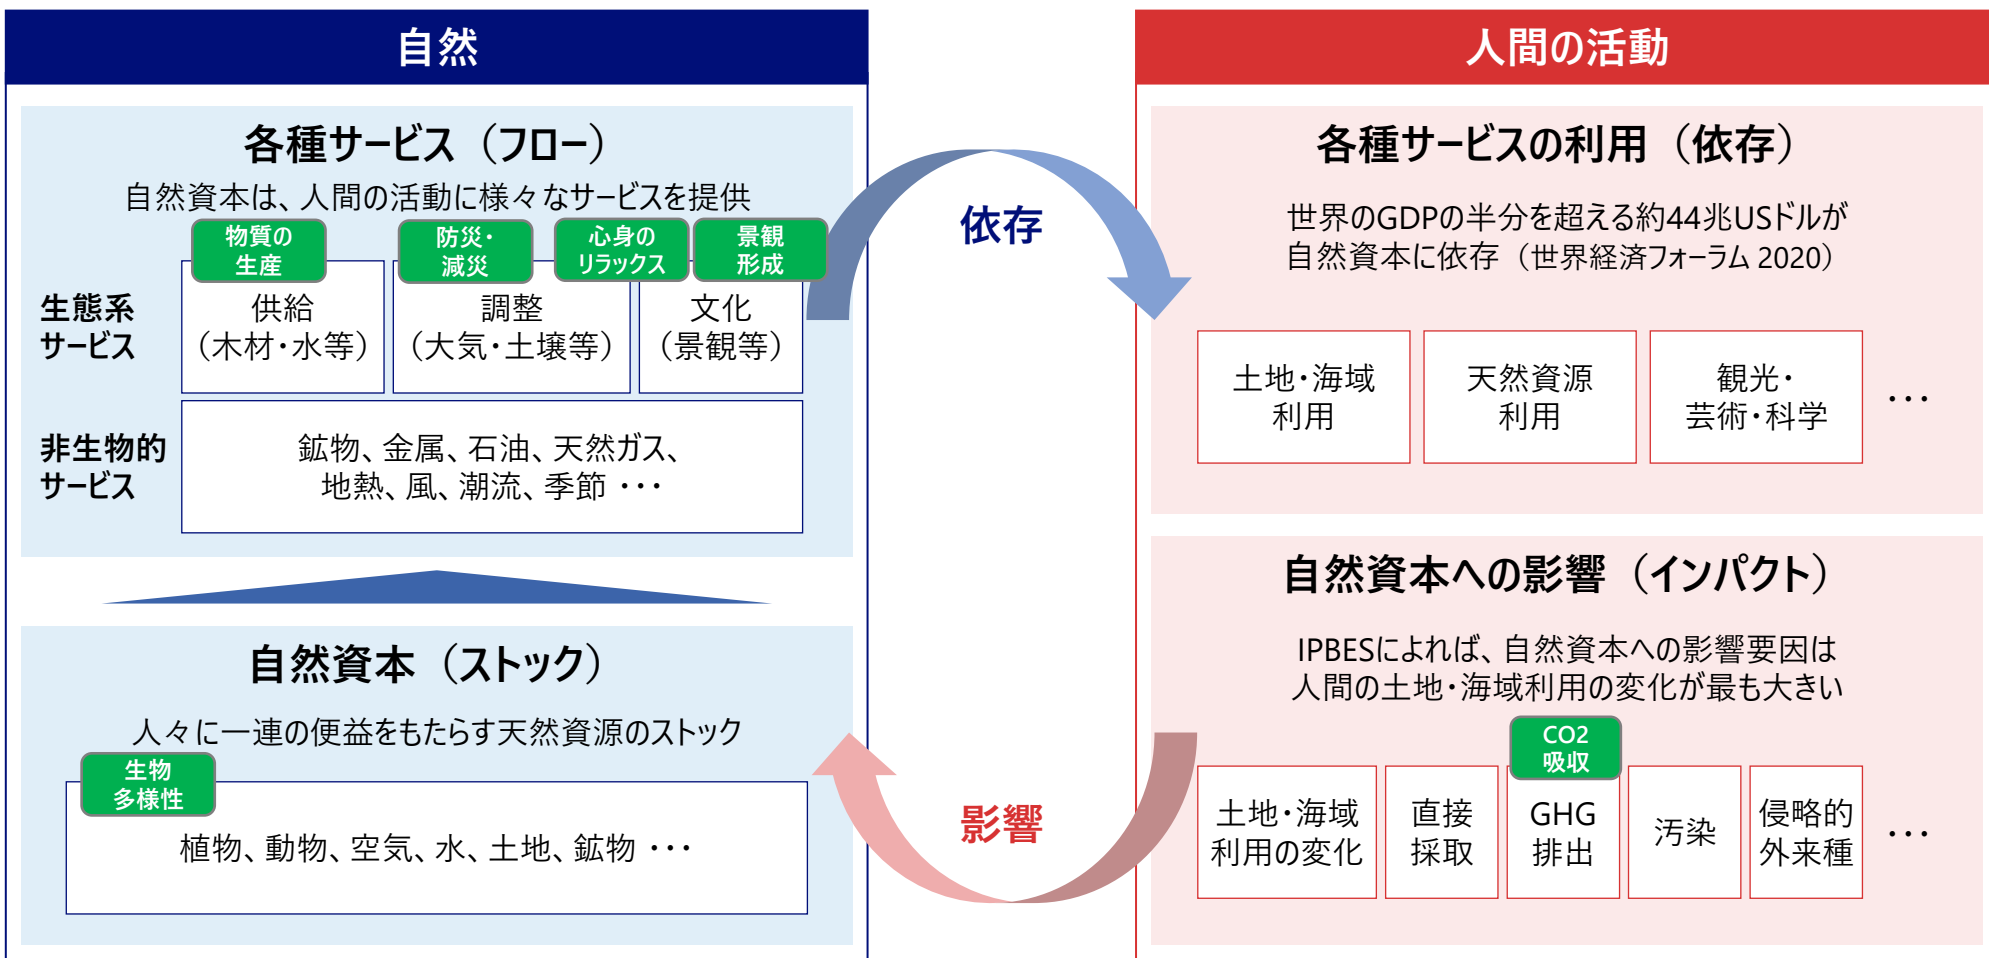 自然
各種サービス（フロー）
自然資本は、人間の活動に様々なサービスを提供
物質の
生産
防災・
減災
心身の
リラックス
景観
形成
生態系
サービス
供給
（木材・水等）
調整
（大気・土壌等）
文化
（景観等）
非生物的
サービス
鉱物、金属、石油、天然ガス、
地熱、風、潮流、季節 ・・・
自然資本（ストック）
人々に一連の便益をもたらす天然資源のストック
生物
多様性
植物、動物、空気、水、土地、鉱物 ・・・
依存
影響
人間の活動
各種サービスの利用（依存）
世界のGDPの半分を超える約44兆USドルが
自然資本に依存（世界経済フォーラム 2020）
土地・海域
利用
天然資源
利用
観光・
芸術・科学
・・・
自然資本への影響（インパクト）
IPBESによれば、自然資本への影響要因は
人間の土地・海域利用の変化が最も大きい
CO2
吸収
土地・海域
利用の変化
直接
採取
GHG
排出
汚染
侵略的
外来種
・・・